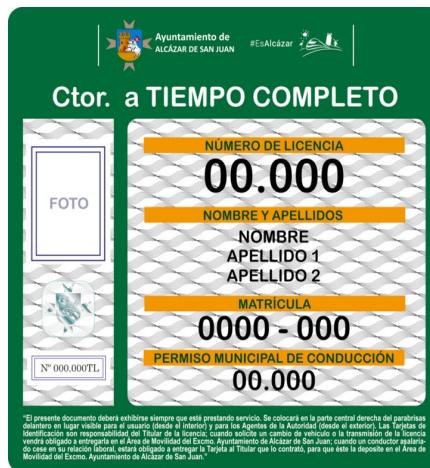 Ayuntamiento de
ALCÁZAR DE SAN JUAN
#EsAlcázar
Ctor. a TIEMPO COMPLETO
FOTO
Nº 000.000TL
NÚMERO DE LICENCIA
00.000
NOMBRE Y APELLIDOS
NOMBRE
APELLIDO 1
APELLIDO 2
MATRÍCULA
0000 - 000
PERMISO MUNICIPAL DE CONDUCCIÓN
00.000
"El presente documento deberá exhibirse siempre que esté prestando servicio. Se colocará en la parte central derecha del parabrisas
delantero en lugar visible para el usuario (desde el interior) y para los Agentes de la Autoridad (desde el exterior). Las Tarjetas de
Identificación son responsabilidad del Titular de la licencia; cuando solicite un cambio de vehículo o la transmisión de la licencia
vendrá obligado a entregarla en el Área de Movilidad del Excmo. Ayuntamiento de Alcázar de San Juan; cuando un conductor asalaria-
do cese en su relación laboral, estará obligado a entregar la Tarjeta al Titular que lo contrató, para que éste la deposite en el Área de
Movilidad del Excmo. Ayuntamiento de Alcázar de San Juan."